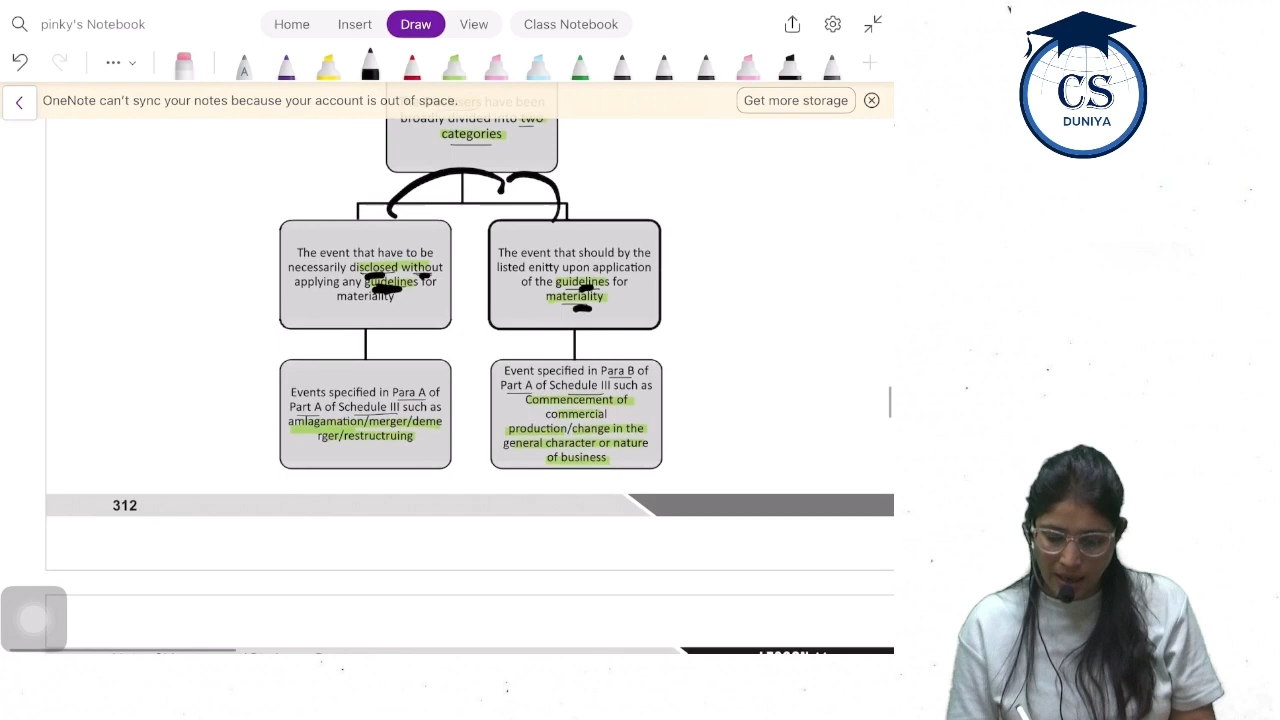 pinky's Notebook
Home
Insert
Draw
View
Class Notebook
A
OneNote can't sync your notes because your account is out of space.
Get more storage
CS
DUNIYA
have been
broadly divided into two
categories
The event that have to be
necessarily disclosed without
applying any guidelines for
materiality
The event that should by the
listed enitty upon application
of the guidelines for
materiality
Events specified in Para A of
Part A of Schedule III such as
amlagamation/merger/deme
rger/restructruing
Event specified in Para B of
Part A of Schedule III such as
Commencement of
commercial
production/change in the
general character or nature
of business
312